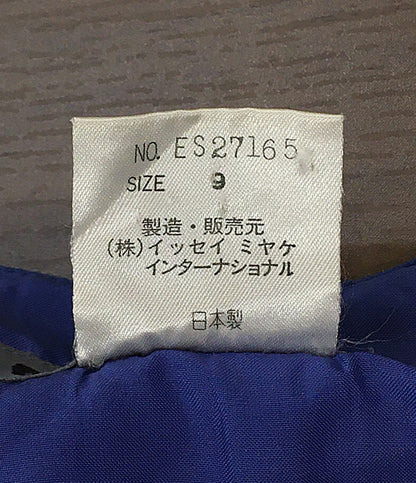 NO. ES27165
SIZE 9
製造・販売元
(株)イッセイ ミヤケ
インターナショナル
日本製